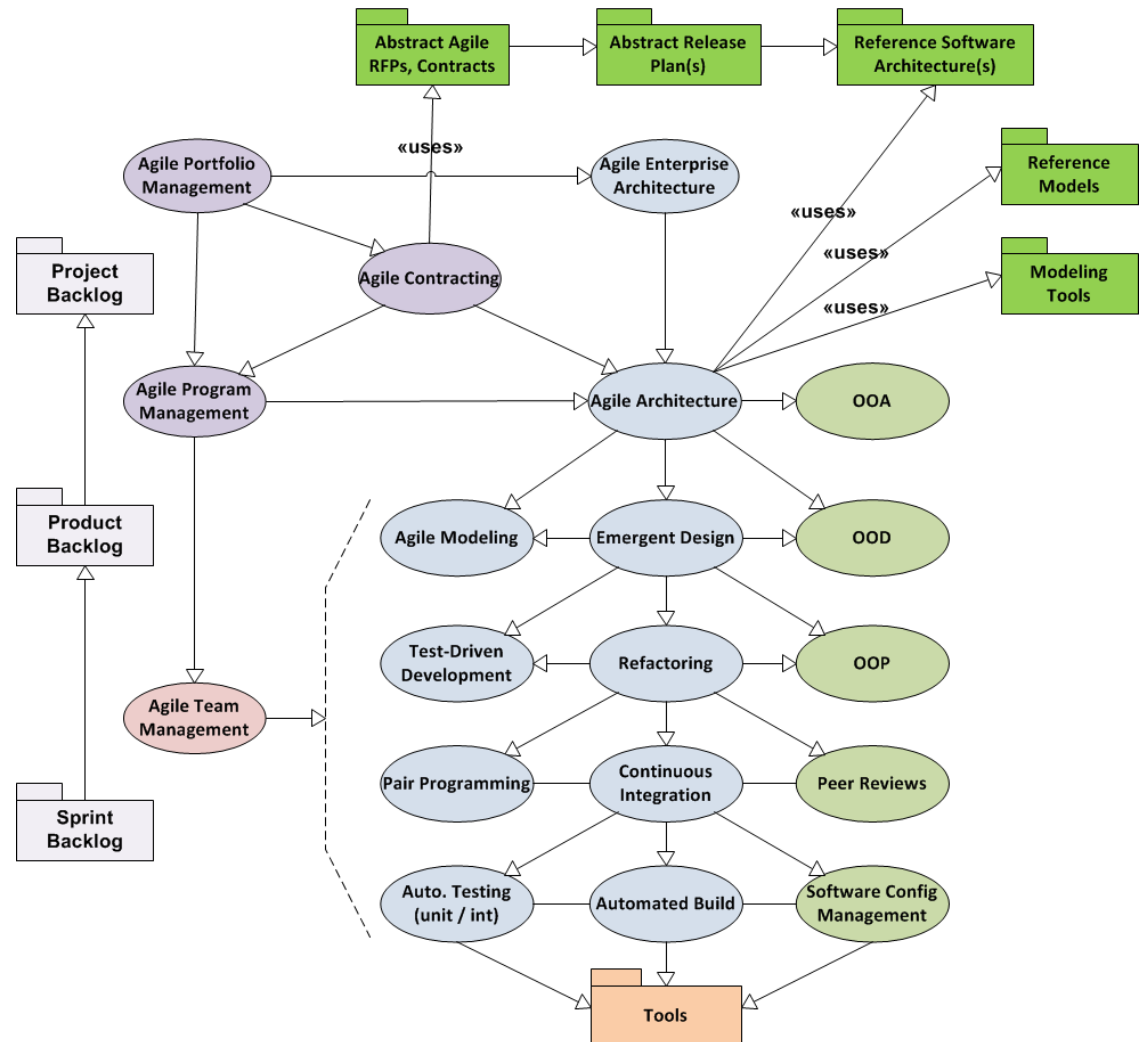 Abstract Agile
RFPs, Contracts
Abstract Release
Plan(s)
Reference Software
Architecture(s)
«uses»
Agile Portfolio
Management
Agile Enterprise
Architecture
Reference
Models
«uses»
«uses»
«uses»
Project
Backlog
Agile Contracting
Modeling
Tools
Agile Program
Management
Agile Architecture
OOA
Product
Backlog
Agile Modeling
Emergent Design
OOD
Test-Driven
Development
Refactoring
OOP
Agile Team
Management
Pair Programming
Continuous
Integration
Peer Reviews
Sprint
Backlog
Auto. Testing
(unit / int)
Automated Build
Software Config
Management
Tools